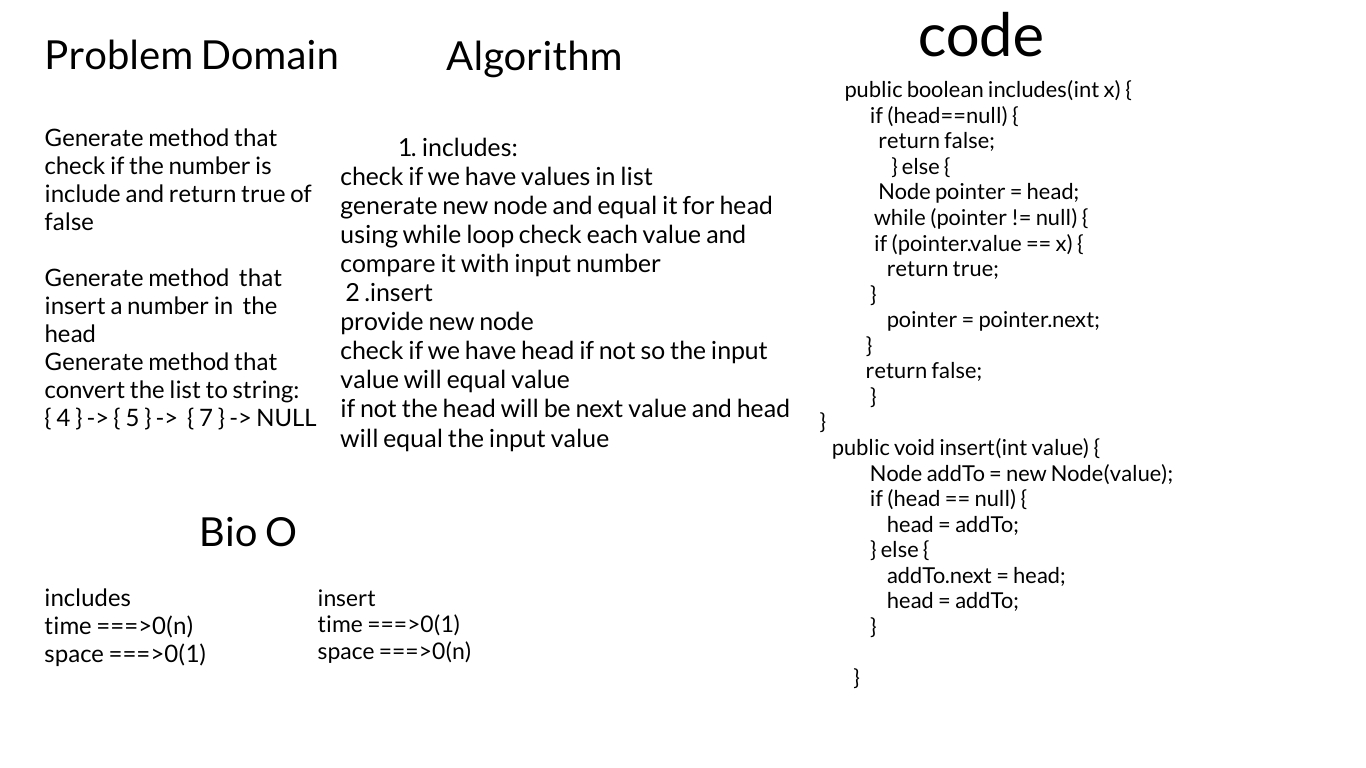 Problem Domain
Generate method that
check if the number is
include and return true of
false
Generate method  that
insert a number in  the
head
Generate method that
convert the list to string:
{ 4 } -> { 5 } ->  { 7 } -> NULL
Algorithm
1. includes:
check if we have values in list
generate new node and equal it for head
using while loop check each value and
compare it with input number
2 .insert
provide new node
check if we have head if not so the input
value will equal value
if not the head will be next value and head
will equal the input value
Bio O
includes
time ===>0(n)
space ===>0(1)
insert
time ===>0(1)
space ===>0(n)
code
public boolean includes(int x) {
if (head==null) {
return false;
} else {
Node pointer = head;
while (pointer != null) {
if (pointer.value == x) {
return true;
}
pointer = pointer.next;
}
return false;
}
}
public void insert(int value) {
Node addTo = new Node(value);
if (head == null) {
head = addTo;
} else {
addTo.next = head;
head = addTo;
}
}